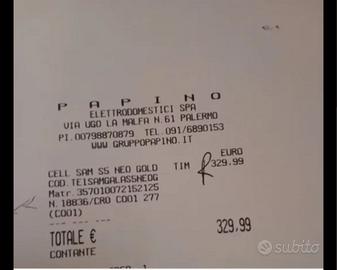 PAPINO
ELETTRODOMESTICI SPA
VIA UGO LA MALFA N.61 PALERMO
PI.00798870879 TEL.091/6890153
WWW.GRUPPOPAPINO.IT
EURO
CELL SAM S5 NEO GOLD TIM 329.99
COD.TE1SAMGALAS5NEOG
Matr.357010072152125
N.18836/CRO C001 277
(C001)
TOTALE € 329,99
CONTANTE
subito